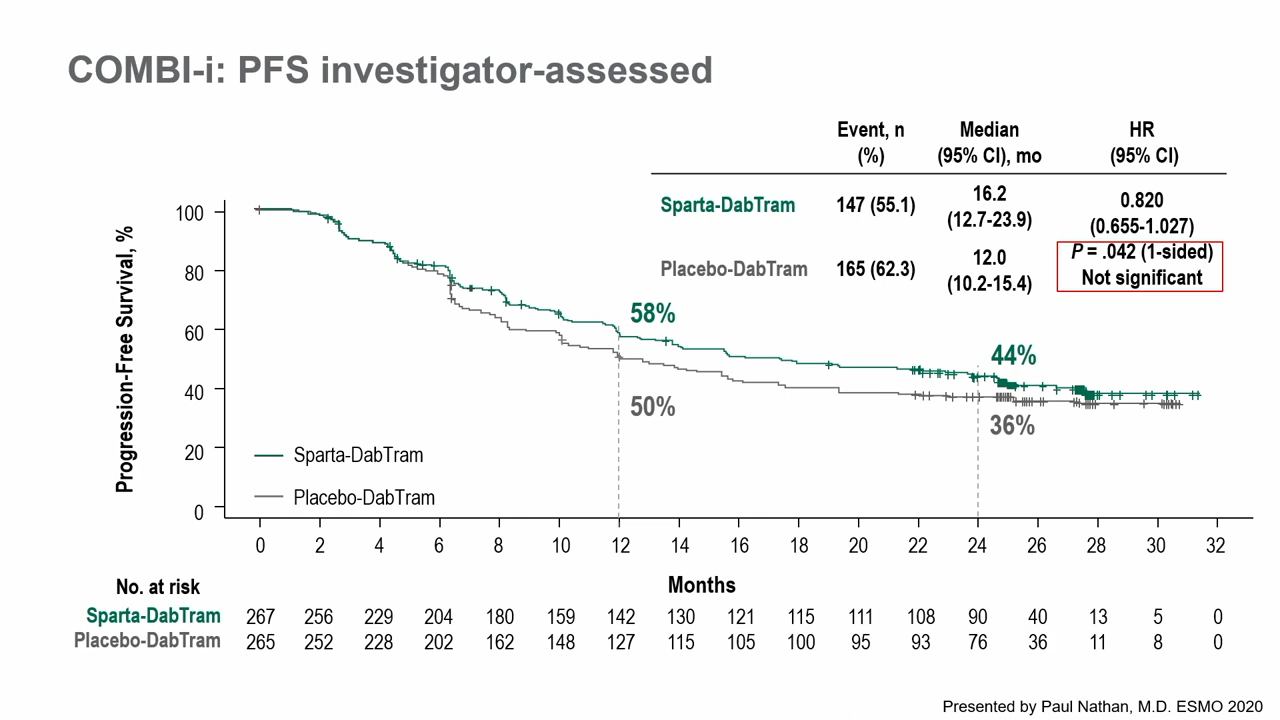 COMBI-i: PFS investigator-assessed
Event, n
(%)
Median
(95% CI), mo
HR
(95% CI)
Sparta-DabTram
147 (55.1)
16.2
(12.7-23.9)
0.820
(0.655-1.027)
P = .042 (1-sided)
Not significant
Placebo-DabTram
165 (62.3)
12.0
(10.2-15.4)
Progression-Free Survival, %
100
80
60
40
20
0
58%
50%
44%
36%
Sparta-DabTram
Placebo-DabTram
0 2 4 6 8 10 12 14 16 18 20 22 24 26 28 30 32
Months
No. at risk
Sparta-DabTram 267 256 229 204 180 159 142 130 121 115 111 108 90 40 13 5 0
Placebo-DabTram 265 252 228 202 162 148 127 115 105 100 95 93 76 36 11 8 0
Presented by Paul Nathan, M.D. ESMO 2020